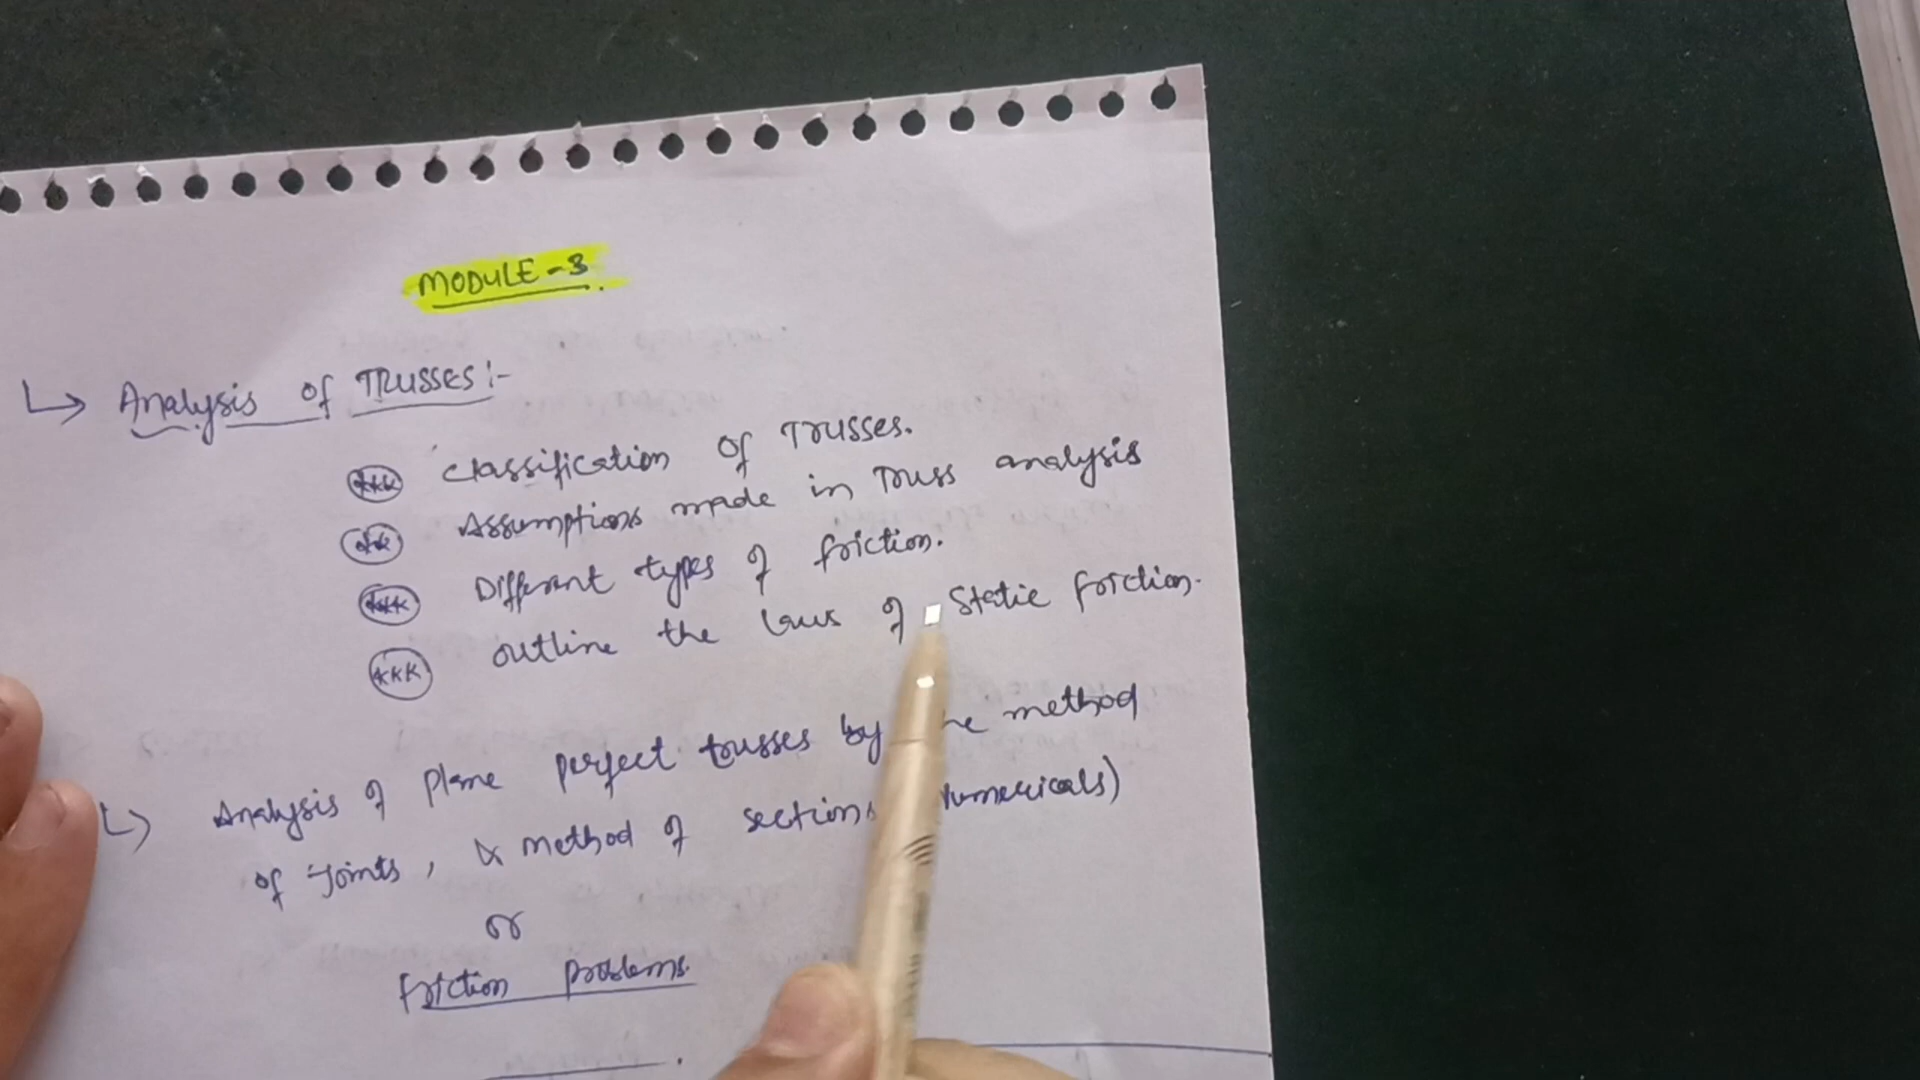 MODULE-3
↳ Analysis of Trusses:-
*** classification of Trusses.
** Assumptions made in Truss analysis
*** Different types of friction.
*** outline the laws of static friction.
↳ Analysis of plane perfect trusses by method
of Joints, & method of sections
or
friction problems